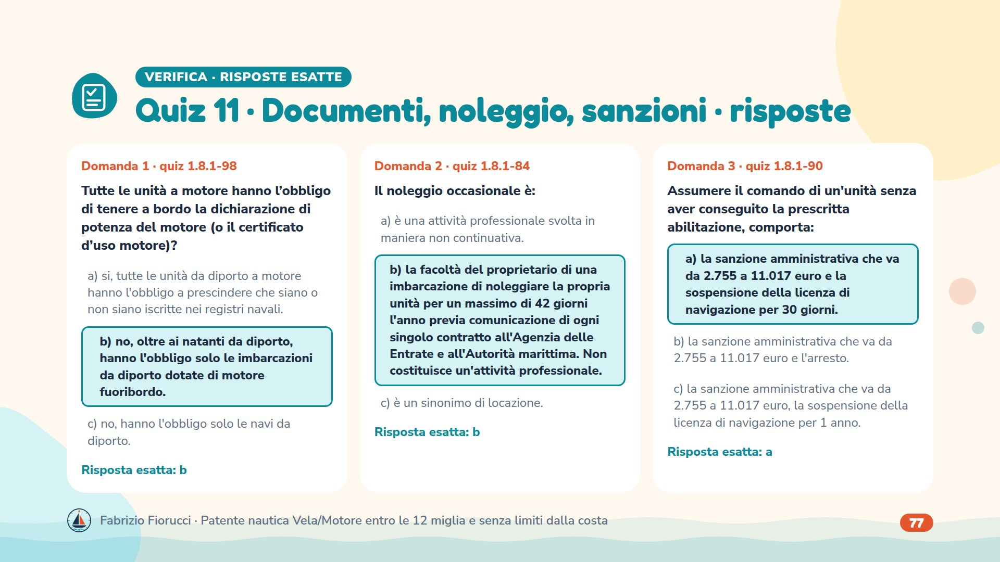 VERIFICA · RISPOSTE ESATTE
Quiz 11 · Documenti, noleggio, sanzioni · risposte
Domanda 1 · quiz 1.8.1-98
Tutte le unità a motore hanno l’obbligo
di tenere a bordo la dichiarazione di
potenza del motore (o il certificato
d’uso motore)?
a) si, tutte le unità da diporto a motore
hanno l'obbligo a prescindere che siano o
non siano iscritte nei registri navali.
b) no, oltre ai natanti da diporto,
hanno l'obbligo solo le imbarcazioni
da diporto dotate di motore
fuoribordo.
c) no, hanno l'obbligo solo le navi da
diporto.
Risposta esatta: b
Domanda 2 · quiz 1.8.1-84
Il noleggio occasionale è:
a) è una attività professionale svolta in
maniera non continuativa.
b) la facoltà del proprietario di una
imbarcazione di noleggiare la propria
unità per un massimo di 42 giorni
l'anno previa comunicazione di ogni
singolo contratto all'Agenzia delle
Entrate e all'Autorità marittima. Non
costituisce un'attività professionale.
c) è un sinonimo di locazione.
Risposta esatta: b
Domanda 3 · quiz 1.8.1-90
Assumere il comando di un'unità senza
aver conseguito la prescritta
abilitazione, comporta:
a) la sanzione amministrativa che va
da 2.755 a 11.017 euro e la
sospensione della licenza di
navigazione per 30 giorni.
b) la sanzione amministrativa che va da
2.755 a 11.017 euro e l'arresto.
c) la sanzione amministrativa che va da
2.755 a 11.017 euro, la sospensione della
licenza di navigazione per 1 anno.
Risposta esatta: a
Fabrizio Fiorucci · Patente nautica Vela/Motore entro le 12 miglia e senza limiti dalla costa
77